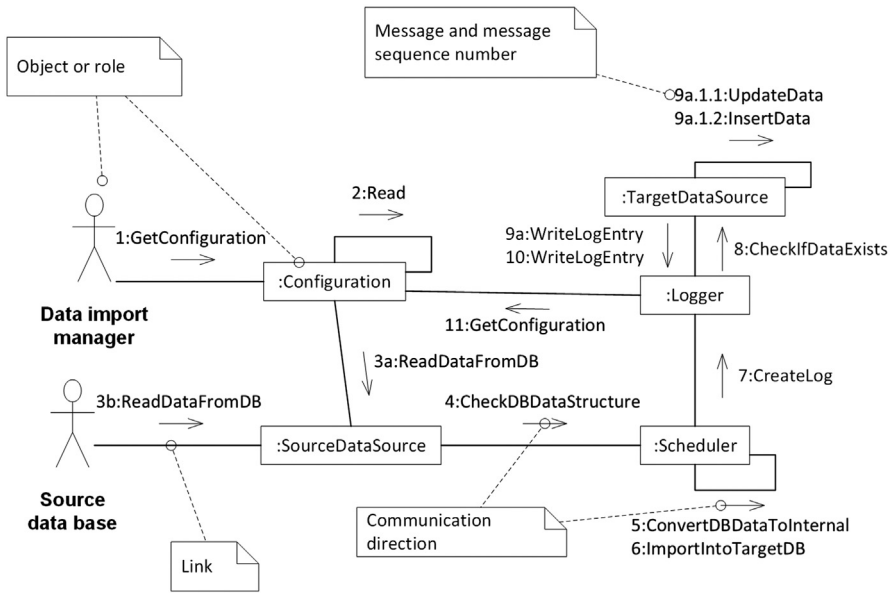 Message and message
sequence number
Object or role
9a.1.1:UpdateData
9a.1.2:InsertData
2:Read
:TargetDataSource
1:GetConfiguration
9a:WriteLogEntry
10:WriteLogEntry
8:CheckIfDataExists
:Configuration
:Logger
Data import
manager
11:GetConfiguration
3a:ReadDataFromDB
7:CreateLog
3b:ReadDataFromDB
4:CheckDBDataStructure
:SourceDataSource
:Scheduler
Source
data base
Communication
direction
5:ConvertDBDataToInternal
6:ImportIntoTargetDB
Link